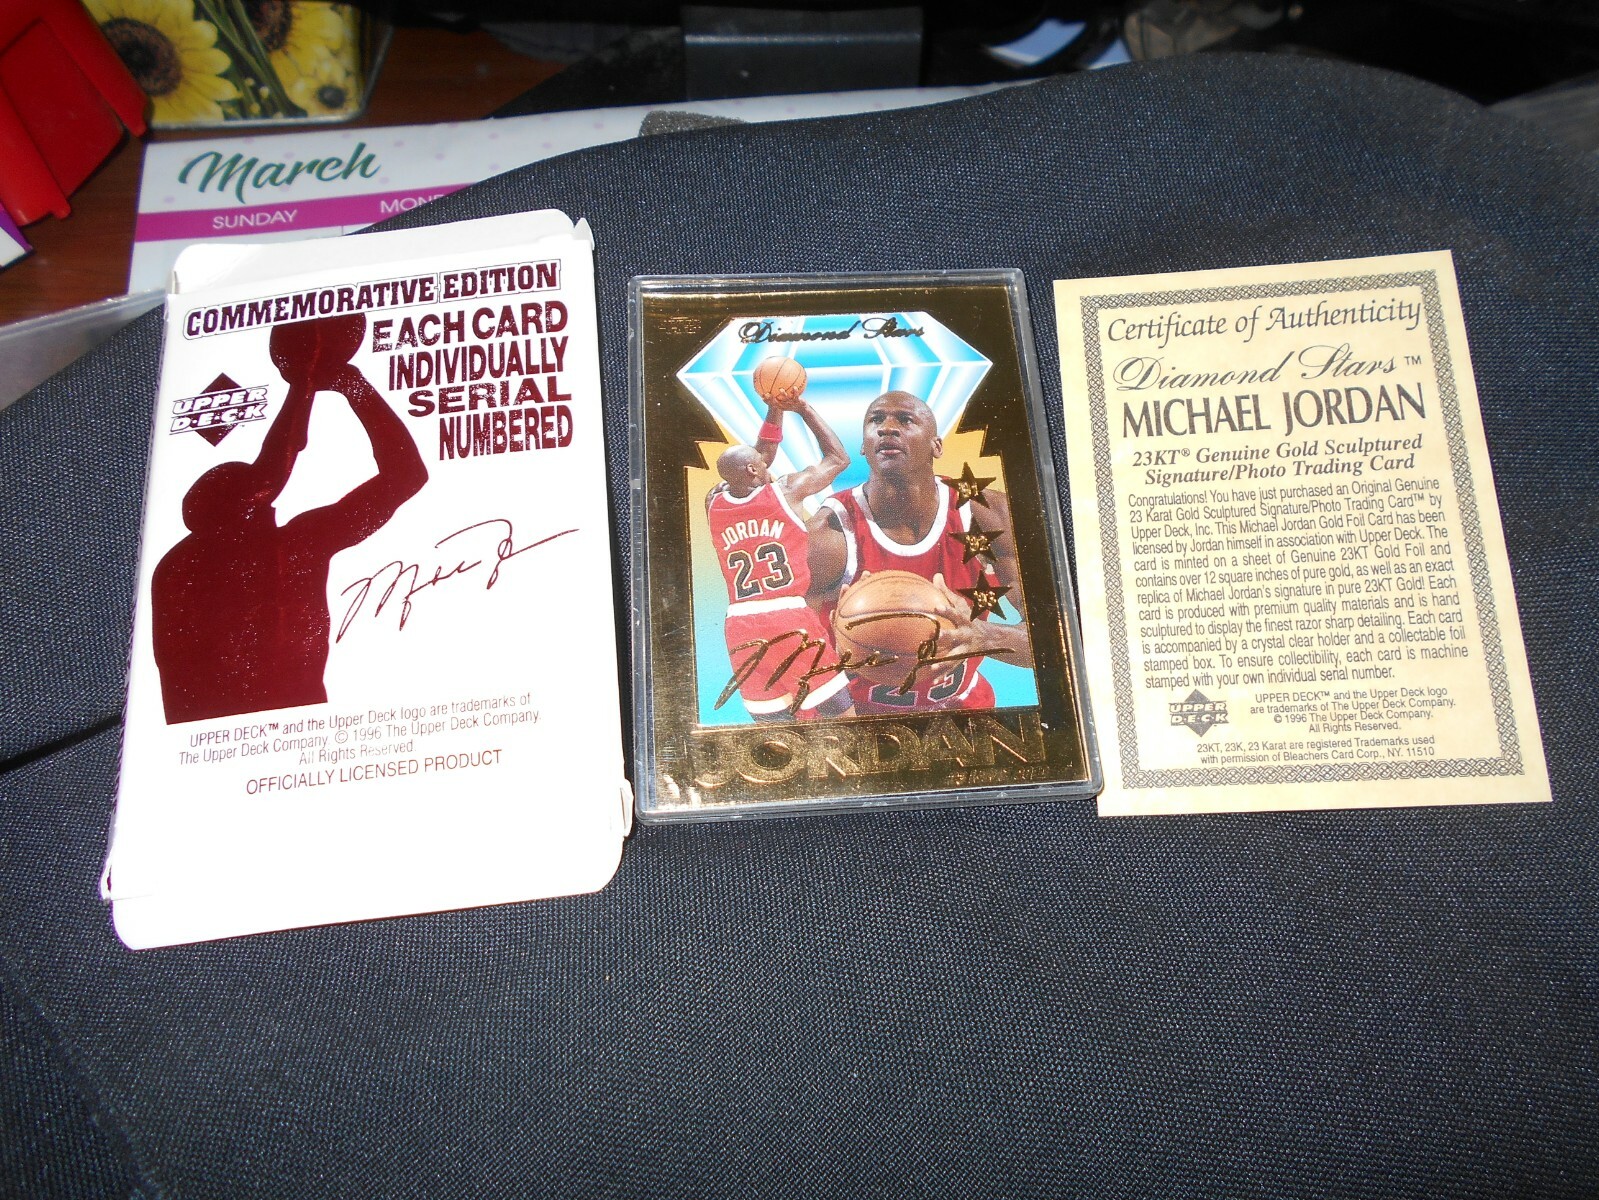 March
SUNDAY
COMMEMORATIVE EDITION
EACH CARD
INDIVIDUALLY
SERIAL
NUMBERED
UPPER
D·E·C·K
UPPER DECK™ and the Upper Deck logo are trademarks of
The Upper Deck Company. © 1996 The Upper Deck Company.
All Rights Reserved.
OFFICIALLY LICENSED PRODUCT
Diamond Stars
JORDAN
23
23
JORDAN
Certificate of Authenticity
Diamond Stars™
MICHAEL JORDAN
23KT® Genuine Gold Sculptured
Signature/Photo Trading Card
Congratulations! You have just purchased an Original Genuine
23 Karat Gold Sculptured Signature/Photo Trading Card™ by
Upper Deck, Inc. This Michael Jordan Gold Foil Card has been
licensed by Jordan himself in association with Upper Deck. The
card is minted on a sheet of Genuine 23KT Gold Foil and
contains over 12 square inches of pure gold, as well as an exact
replica of Michael Jordan's signature in pure 23KT Gold! Each
card is produced with premium quality materials and is hand
sculptured to display the finest razor sharp detailing. Each card
is accompanied by a crystal clear holder and a collectable foil
stamped box. To ensure collectibility, each card is machine
stamped with your own individual serial number.
UPPER
D·E·C·K
UPPER DECK™ and the Upper Deck logo
are trademarks of The Upper Deck Company.
© 1996 The Upper Deck Company.
All Rights Reserved.
23KT, 23K, 23 Karat are registered Trademarks used
with permission of Bleachers Card Corp., NY. 11510